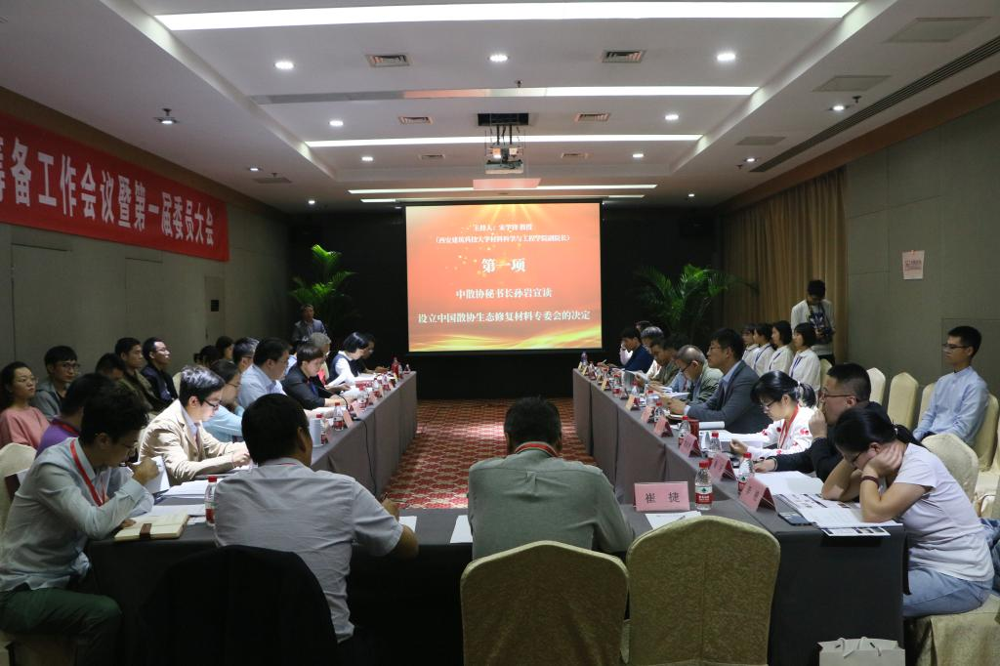 备工作会议暨第一届委员大会
主持人：宋学锋 教授
（西安建筑科技大学材料科学与工程学院副院长）
第一项
中散协秘书长孙岩宣读
设立中国散协生态修复材料专委会的决定
崔 捷